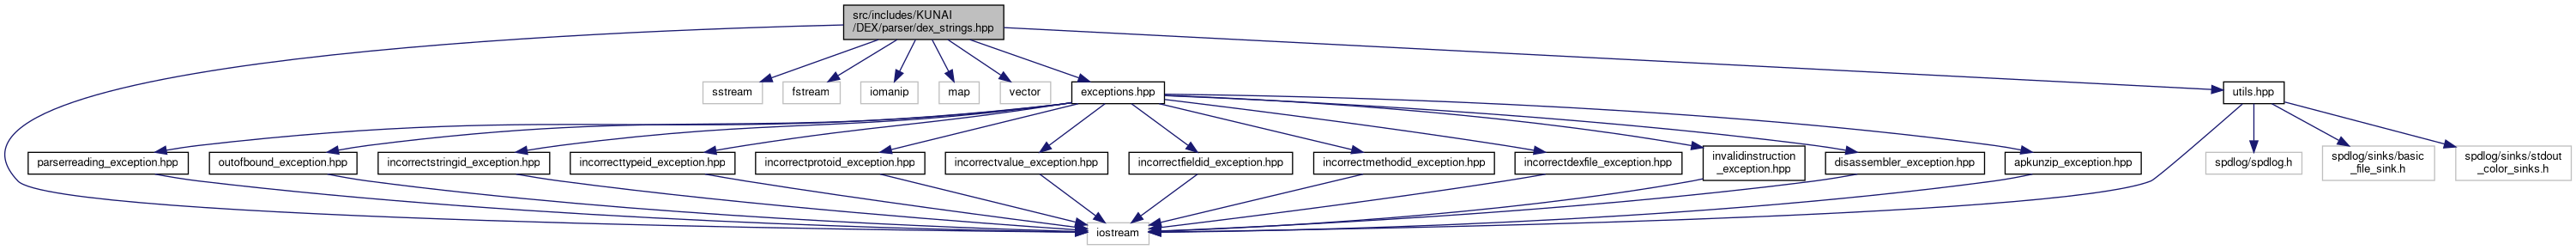 src/includes/KUNAI
/DEX/parser/dex_strings.hpp
sstream
fstream
iomanip
map
vector
exceptions.hpp
utils.hpp
parserreading_exception.hpp
outofbound_exception.hpp
incorrectstringid_exception.hpp
incorrecttypeid_exception.hpp
incorrectprotoid_exception.hpp
incorrectvalue_exception.hpp
incorrectfieldid_exception.hpp
incorrectmethodid_exception.hpp
incorrectdexfile_exception.hpp
invalidinstruction
_exception.hpp
disassembler_exception.hpp
apkunzip_exception.hpp
spdlog/spdlog.h
spdlog/sinks/basic
_file_sink.h
spdlog/sinks/stdout
_color_sinks.h
iostream